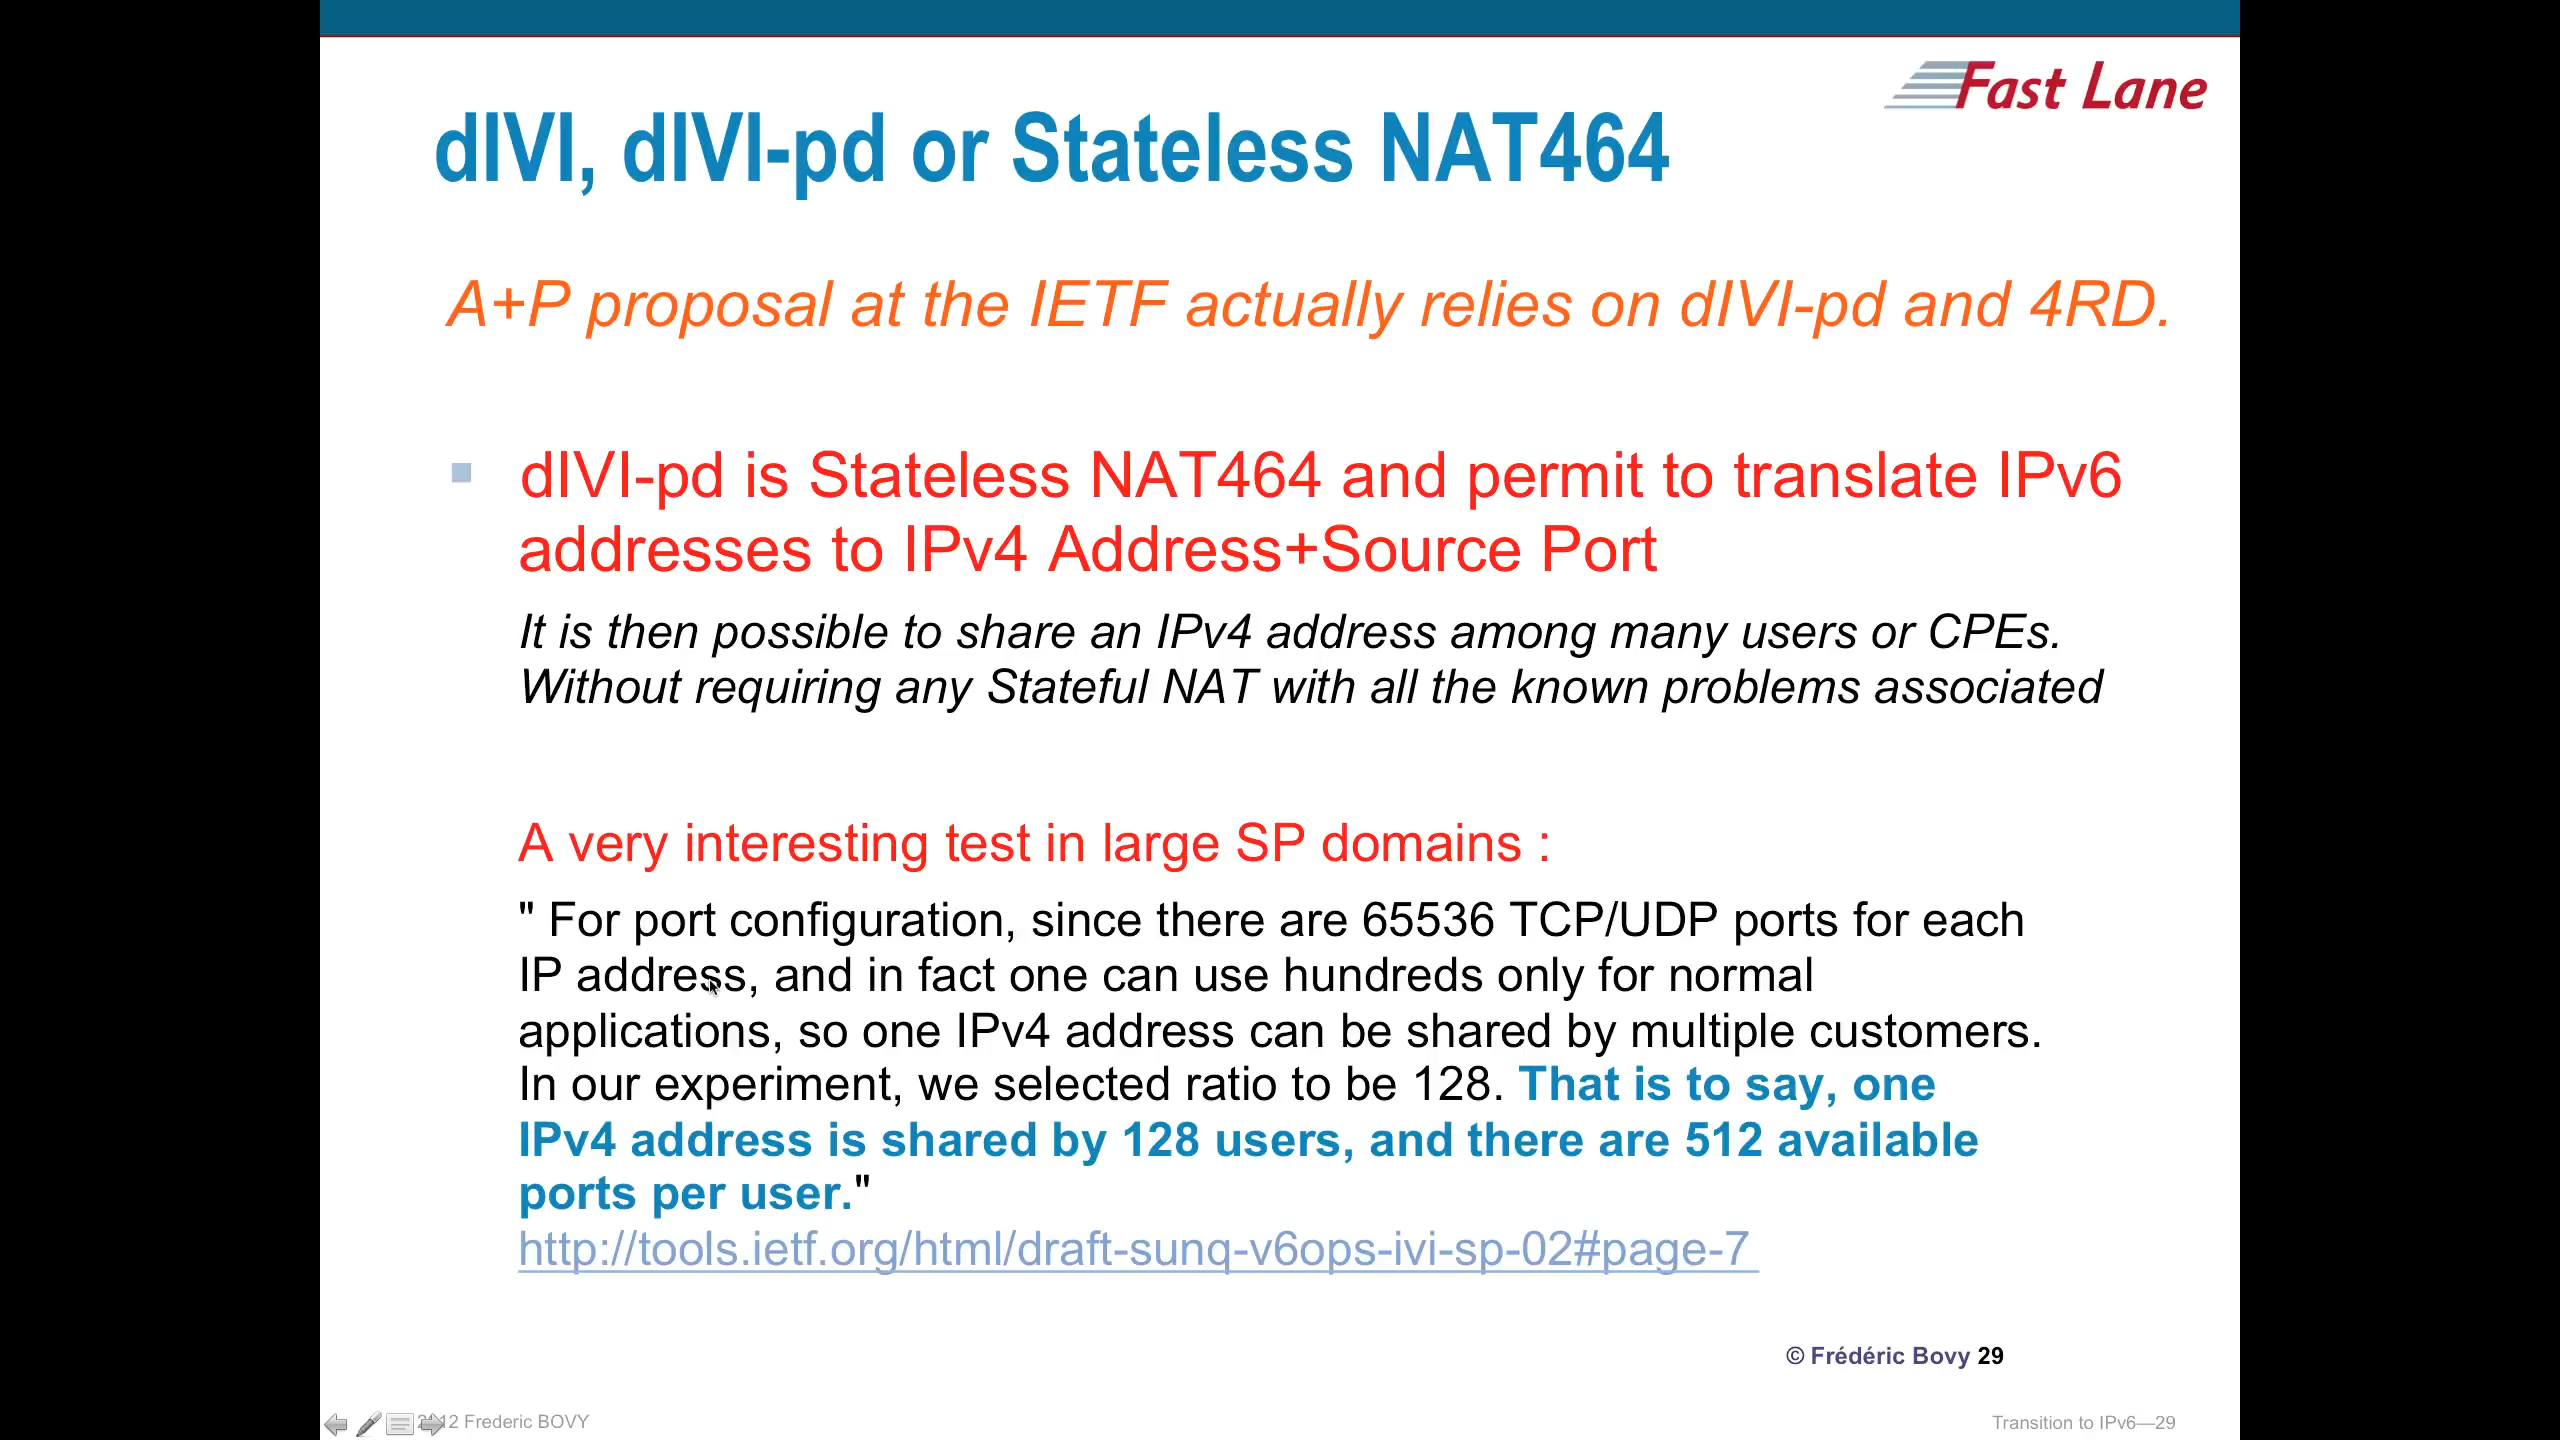 Fast Lane
dIVI, dIVI-pd or Stateless NAT464
A+P proposal at the IETF actually relies on dIVI-pd and 4RD.
dIVI-pd is Stateless NAT464 and permit to translate IPv6
addresses to IPv4 Address+Source Port
It is then possible to share an IPv4 address among many users or CPEs.
Without requiring any Stateful NAT with all the known problems associated
A very interesting test in large SP domains :
" For port configuration, since there are 65536 TCP/UDP ports for each
IP address, and in fact one can use hundreds only for normal
applications, so one IPv4 address can be shared by multiple customers.
In our experiment, we selected ratio to be 128. That is to say, one
IPv4 address is shared by 128 users, and there are 512 available
ports per user."
http://tools.ietf.org/html/draft-sunq-v6ops-ivi-sp-02#page-7
© Frédéric Bovy 29
2012 Frederic BOVY
Transition to IPv6—29